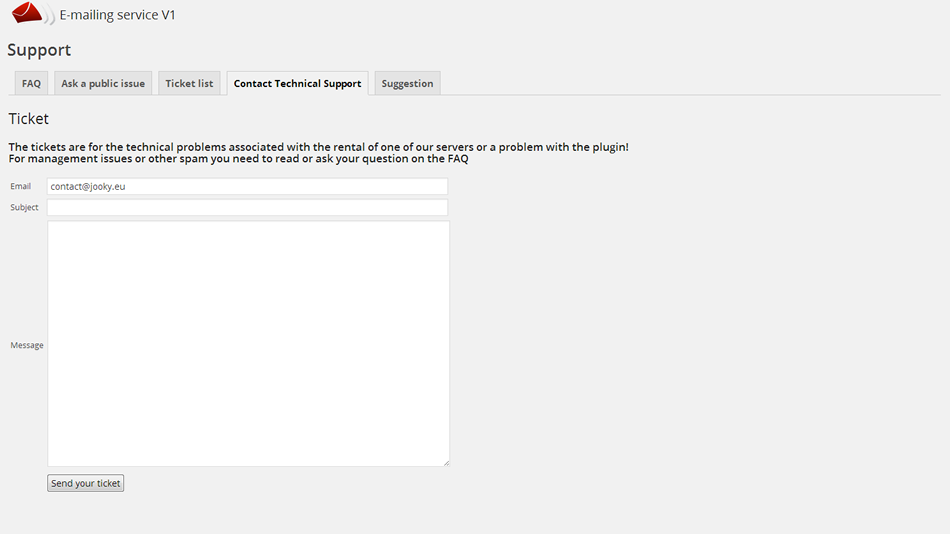 E-mailing service V1
Support
FAQ
Ask a public issue
Ticket list
Contact Technical Support
Suggestion
Ticket
The tickets are for the technical problems associated with the rental of one of our servers or a problem with the plugin!
For management issues or other spam you need to read or ask your question on the FAQ
Email contact@jooky.eu
Subject
Message
Send your ticket